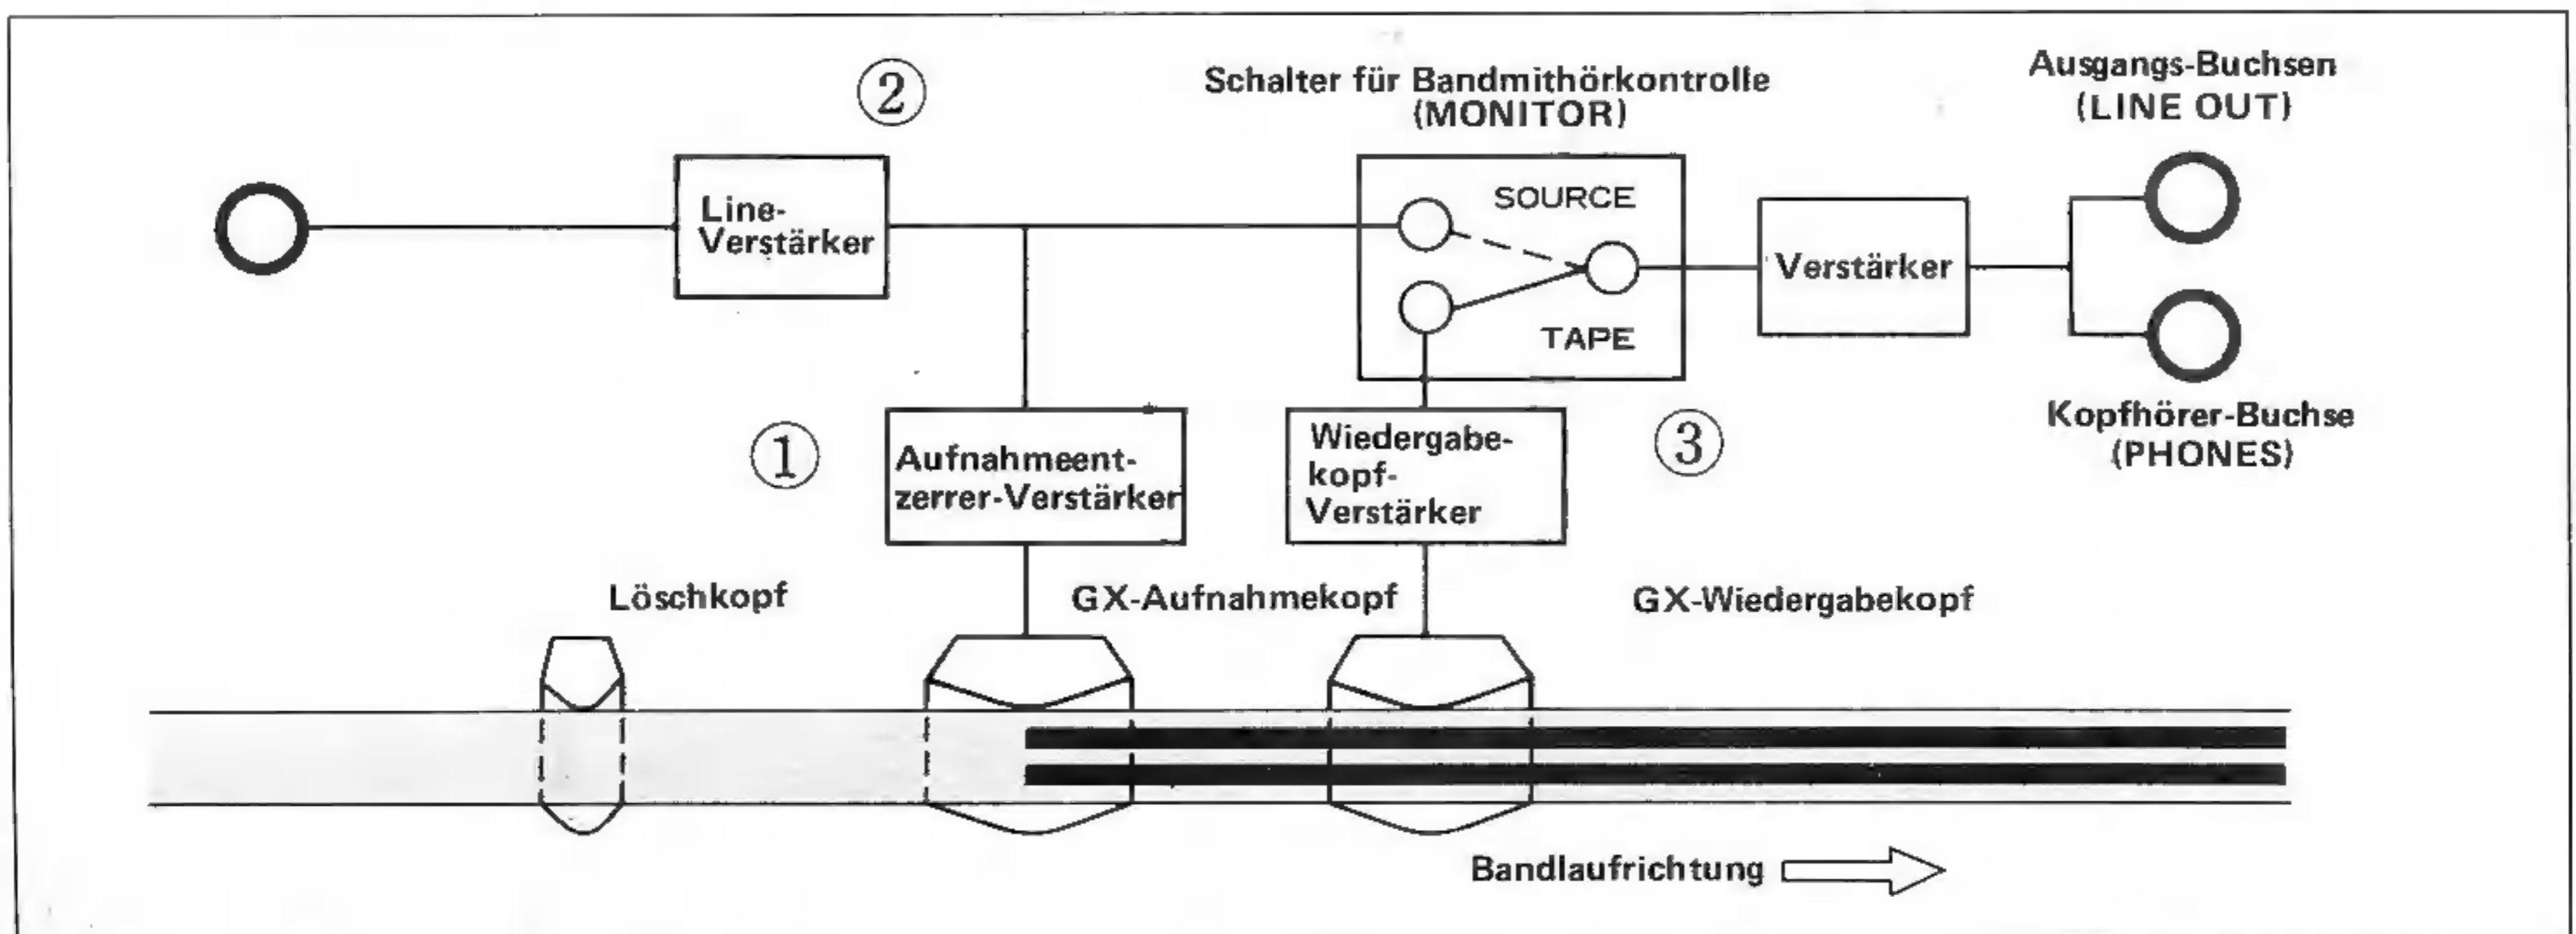 ②
Schalter für Bandmithörkontrolle
(MONITOR)
Ausgangs-Buchsen
(LINE OUT)
Line-
Verstärker
SOURCE
TAPE
Verstärker
Kopfhörer-Buchse
(PHONES)
①
Aufnahmeent-
zerrer-Verstärker
Wiedergabe-
kopf-
Verstärker
③
Löschkopf
GX-Aufnahmekopf
GX-Wiedergabekopf
Bandlaufrichtung